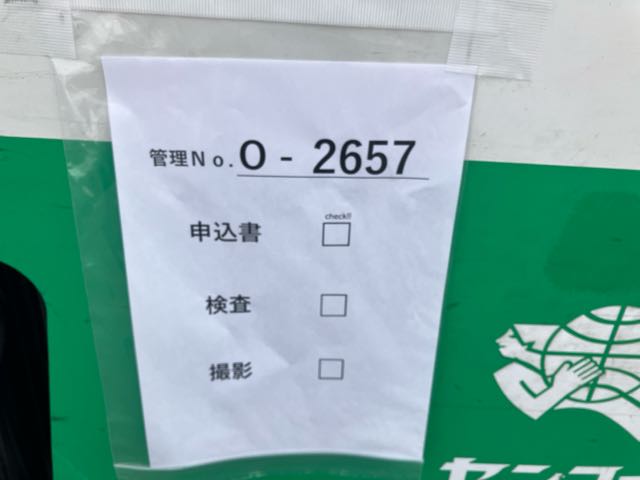 管理No. O - 2657
check!!
申込書 □
検査 □
撮影 □